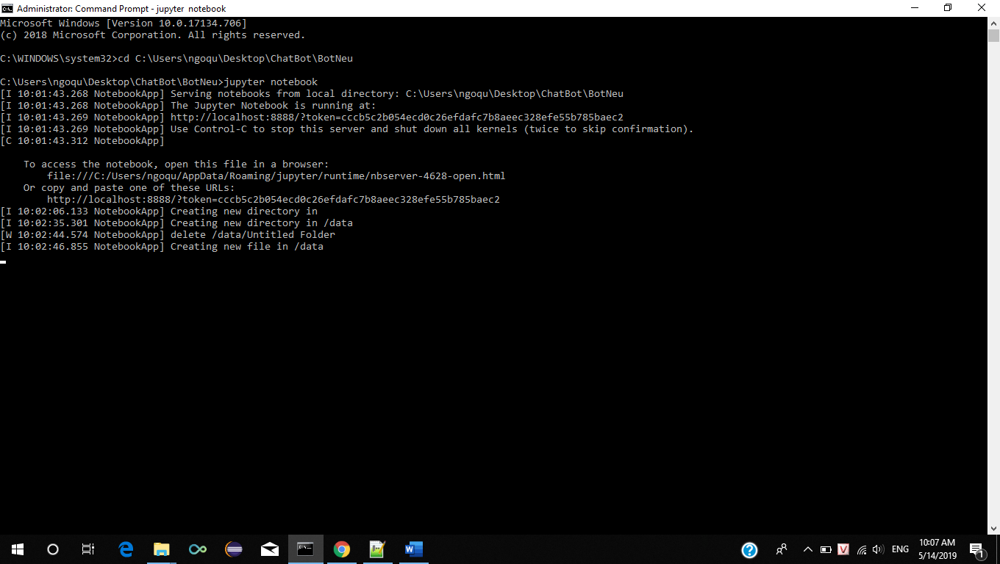 Administrator: Command Prompt - jupyter  notebook
Microsoft Windows [Version 10.0.17134.706]
(c) 2018 Microsoft Corporation. All rights reserved.
C:\WINDOWS\system32>cd C:\Users\ngoqu\Desktop\ChatBot\BotNeu
C:\Users\ngoqu\Desktop\ChatBot\BotNeu>jupyter notebook
[I 10:01:43.268 NotebookApp] Serving notebooks from local directory: C:\Users\ngoqu\Desktop\ChatBot\BotNeu
[I 10:01:43.268 NotebookApp] The Jupyter Notebook is running at:
[I 10:01:43.269 NotebookApp] http://localhost:8888/?token=cccb5c2b054ecd0c26efdafc7b8aeec328efe55b785baec2
[I 10:01:43.269 NotebookApp] Use Control-C to stop this server and shut down all kernels (twice to skip confirmation).
[C 10:01:43.312 NotebookApp]
To access the notebook, open this file in a browser:
file:///C:/Users/ngoqu/AppData/Roaming/jupyter/runtime/nbserver-4628-open.html
Or copy and paste one of these URLs:
http://localhost:8888/?token=cccb5c2b054ecd0c26efdafc7b8aeec328efe55b785baec2
[I 10:02:06.133 NotebookApp] Creating new directory in
[I 10:02:35.301 NotebookApp] Creating new directory in /data
[W 10:02:44.574 NotebookApp] delete /data/Untitled Folder
[I 10:02:46.855 NotebookApp] Creating new file in /data
ENG
10:07 AM
5/14/2019
1